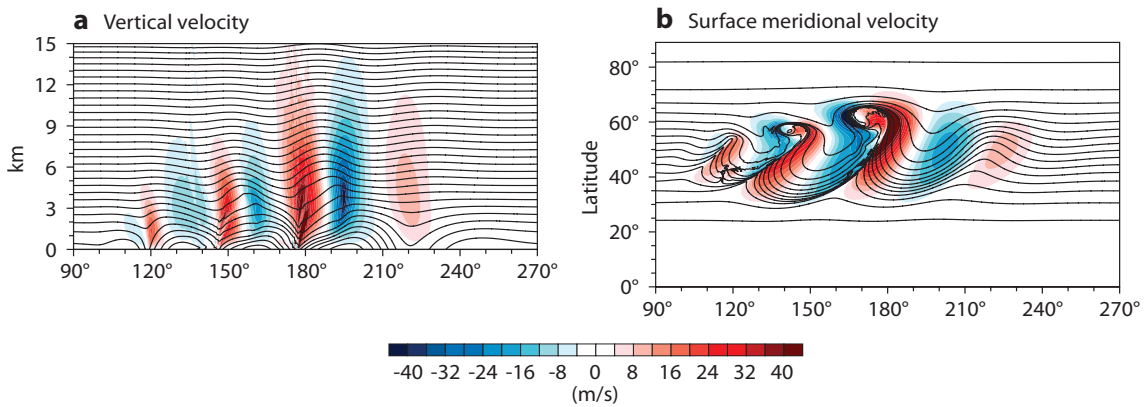 a Vertical velocity
15
12
9
6
3
0
km
90° 120° 150° 180° 210° 240° 270°
b Surface meridional velocity
80°
60°
40°
20°
0°
Latitude
90° 120° 150° 180° 210° 240° 270°
-40 -32 -24 -16 -8 0 8 16 24 32 40
(m/s)